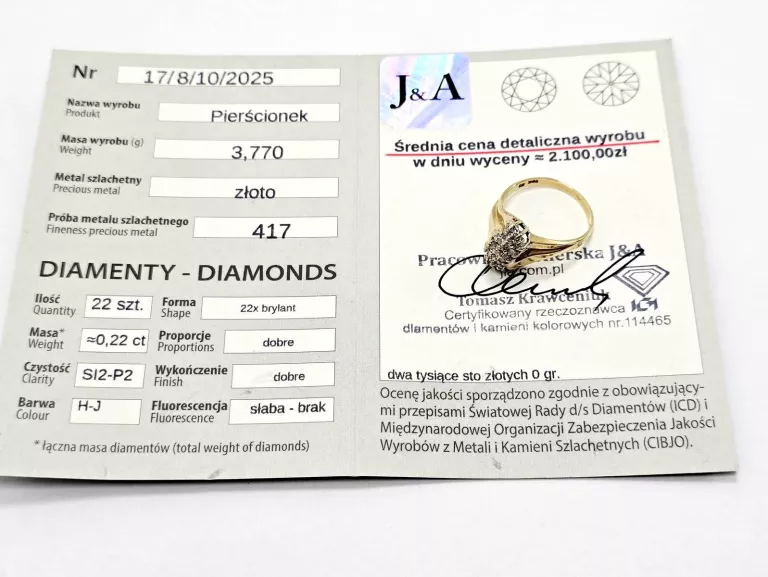 Nr 17/8/10/2025
Nazwa wyrobu
Produkt
Pierścionek
Masa wyrobu (g)
Weight
3,770
Metal szlachetny
Precious metal
złoto
Próba metalu szlachetnego
Fineness precious metal
417
DIAMENTY - DIAMONDS
Ilość
Quantity
22 szt.
Forma
Shape
22x brylant
Masa*
Weight
≈0,22 ct
Proporcje
Proportions
dobre
Czystość
Clarity
SI2-P2
Wykończenie
Finish
dobre
Barwa
Colour
H-J
Fluorescencja
Fluorescence
słaba - brak
* łączna masa diamentów (total weight of diamonds)
J&A
Średnia cena detaliczna wyrobu
w dniu wyceny ≈ 2.100,00zł
J&A
.com.pl
Tomasz Krawceniuk
Certyfikowany rzeczoznawca
diamentów i kamieni kolorowych nr.114465
dwa tysiące sto złotych 0 gr.
Ocenę jakości sporządzono zgodnie z obowiązujący-
mi przepisami Światowej Rady d/s Diamentów (ICD) i
Międzynarodowej Organizacji Zabezpieczenia Jakości
Wyrobów z Metali i Kamieni Szlachetnych (CIBJO).